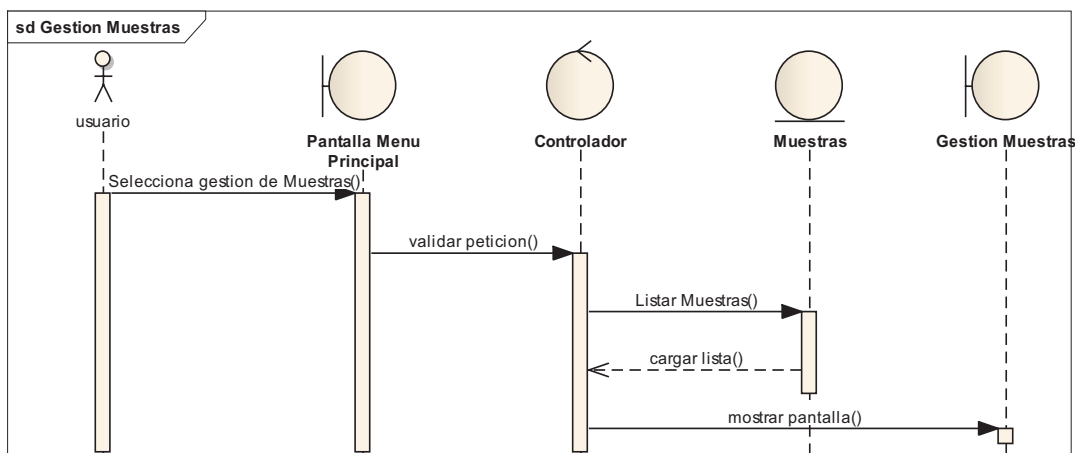 sd Gestion Muestras
usuario
Pantalla Menu
Principal
Controlador
Muestras
Gestion Muestras
Selecciona gestion de Muestras()
validar peticion()
Listar Muestras()
cargar lista()
mostrar pantalla()